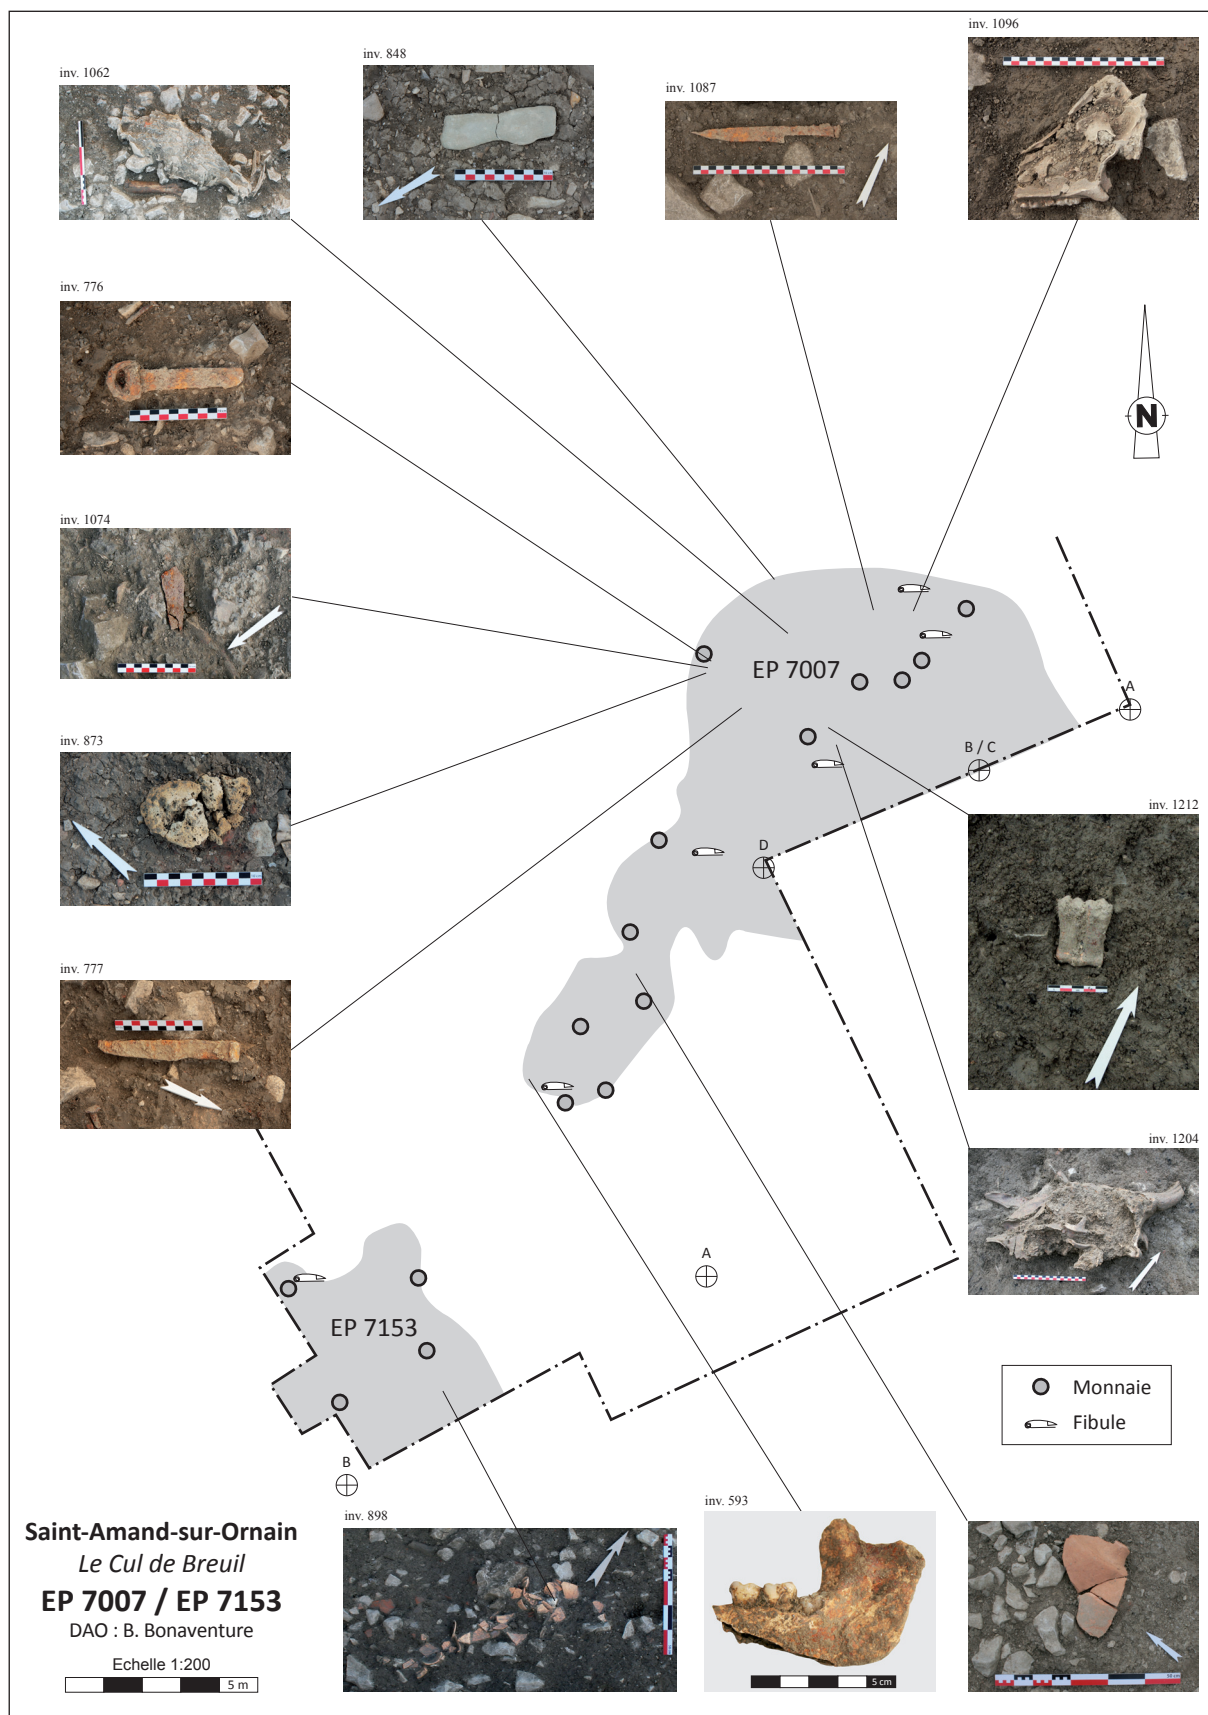 inv. 1062
inv. 848
inv. 1087
inv. 1096
inv. 776
N
inv. 1074
EP 7007
A
B / C
inv. 873
D
inv. 1212
inv. 777
inv. 1204
A
EP 7153
Monnaie
Fibule
B
inv. 898
inv. 593
Saint-Amand-sur-Ornain
Le Cul de Breuil
EP 7007 / EP 7153
DAO : B. Bonaventure
Echelle 1:200
5 m
5 cm